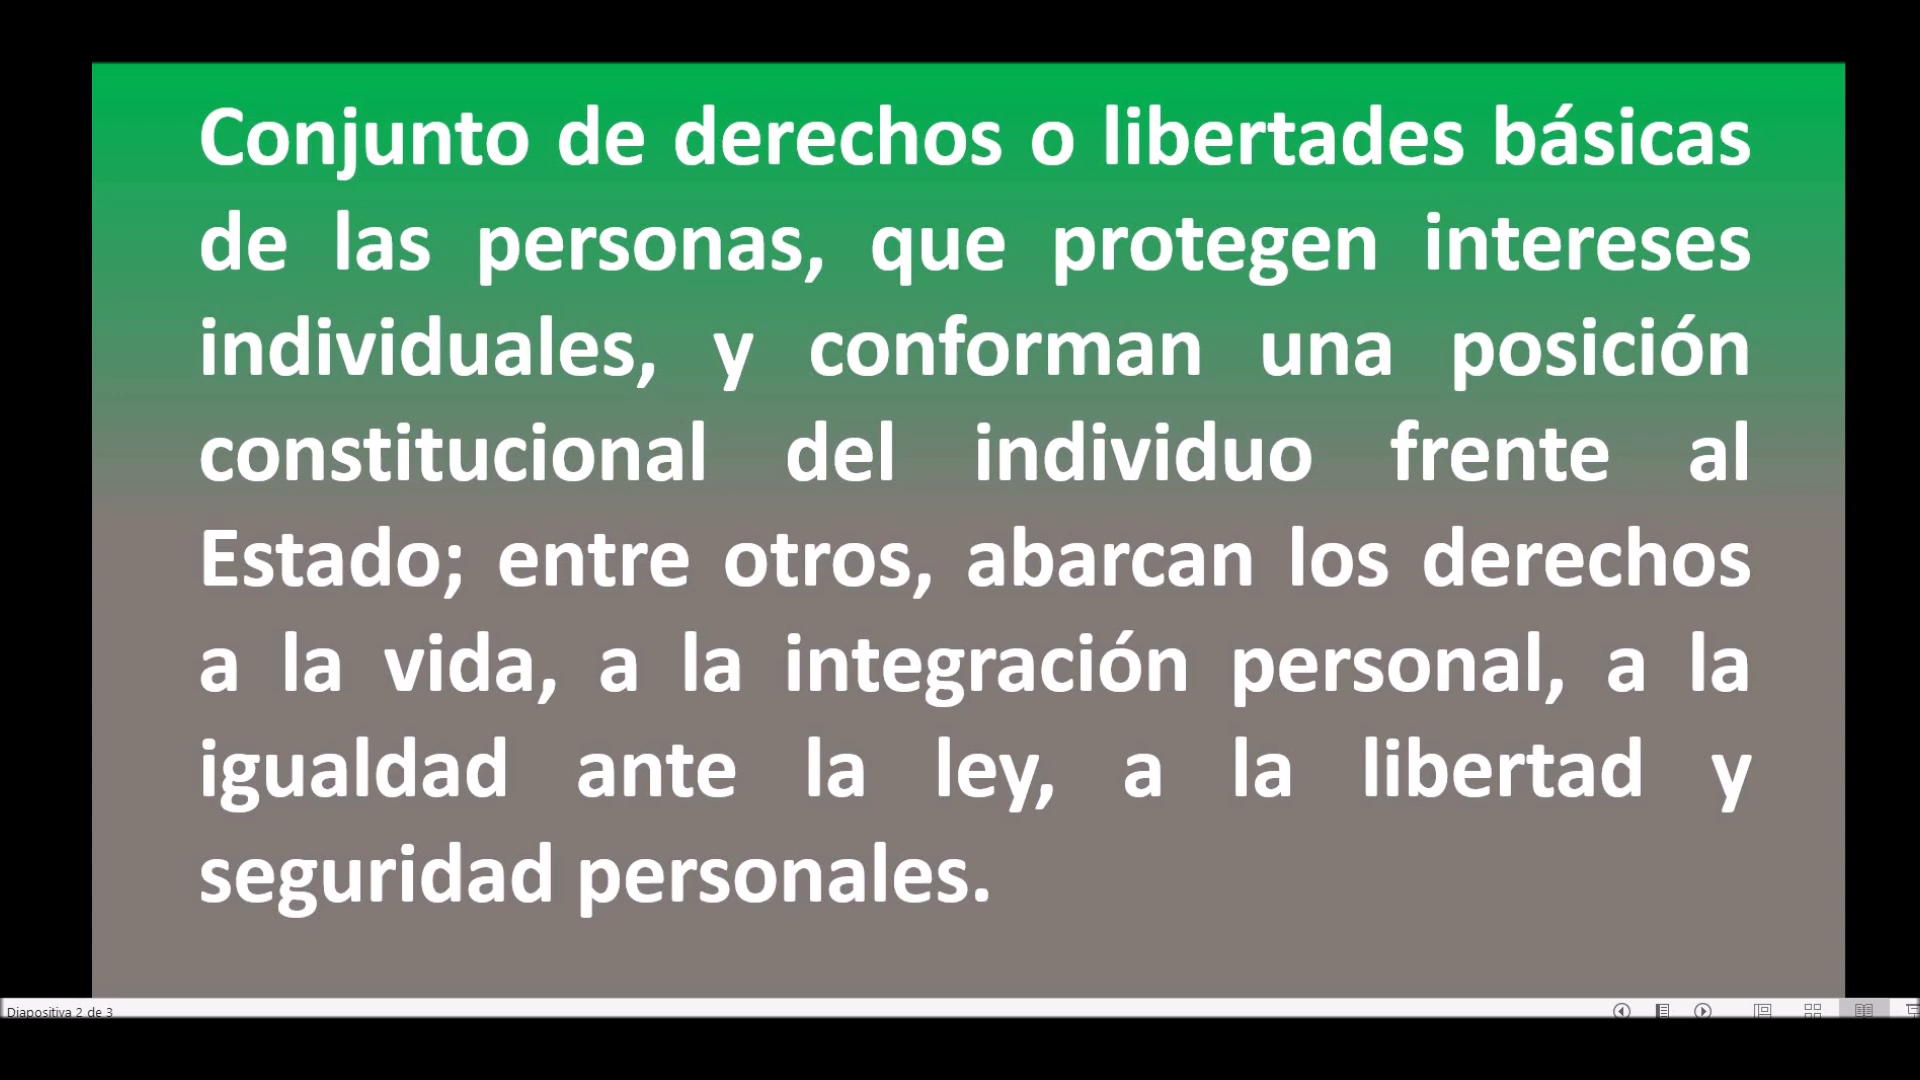 Conjunto de derechos o libertades básicas
de las personas, que protegen intereses
individuales, y conforman una posición
constitucional del individuo frente al
Estado; entre otros, abarcan los derechos
a la vida, a la integración personal, a la
igualdad ante la ley, a la libertad y
seguridad personales.
Diapositiva 2 de 3